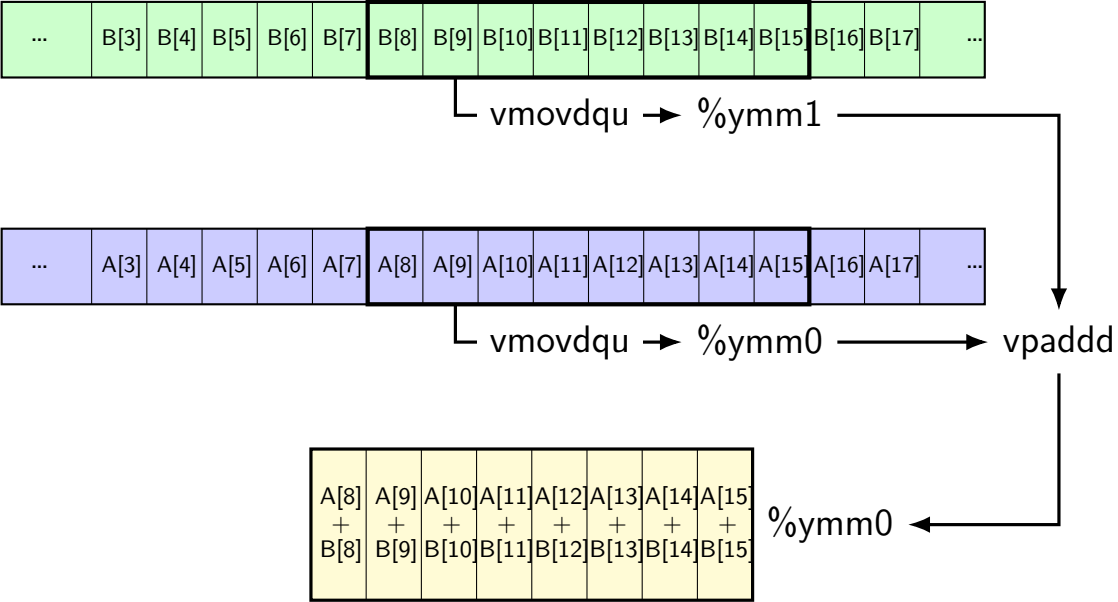 ... B[3] B[4] B[5] B[6] B[7] B[8] B[9] B[10] B[11] B[12] B[13] B[14] B[15] B[16] B[17] ...
vmovdqu %ymm1
... A[3] A[4] A[5] A[6] A[7] A[8] A[9] A[10] A[11] A[12] A[13] A[14] A[15] A[16] A[17] ...
vmovdqu %ymm0 vpaddd
A[8] A[9] A[10] A[11] A[12] A[13] A[14] A[15]
+ + + + + + + + %ymm0
B[8] B[9] B[10] B[11] B[12] B[13] B[14] B[15]